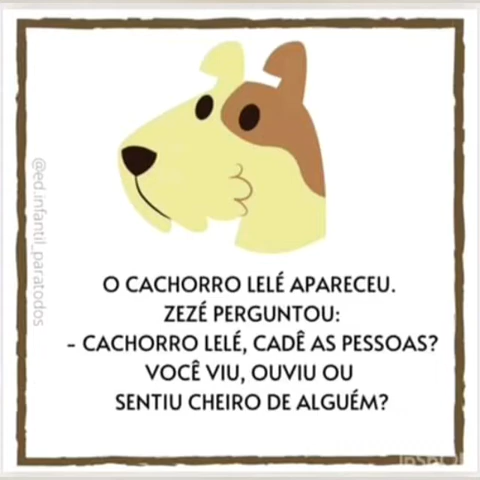 @ed.infantil_paratodos
O CACHORRO LELÉ APARECEU.
ZEZÉ PERGUNTOU:
- CACHORRO LELÉ, CADÊ AS PESSOAS?
VOCÊ VIU, OUVIU OU
SENTIU CHEIRO DE ALGUÉM?